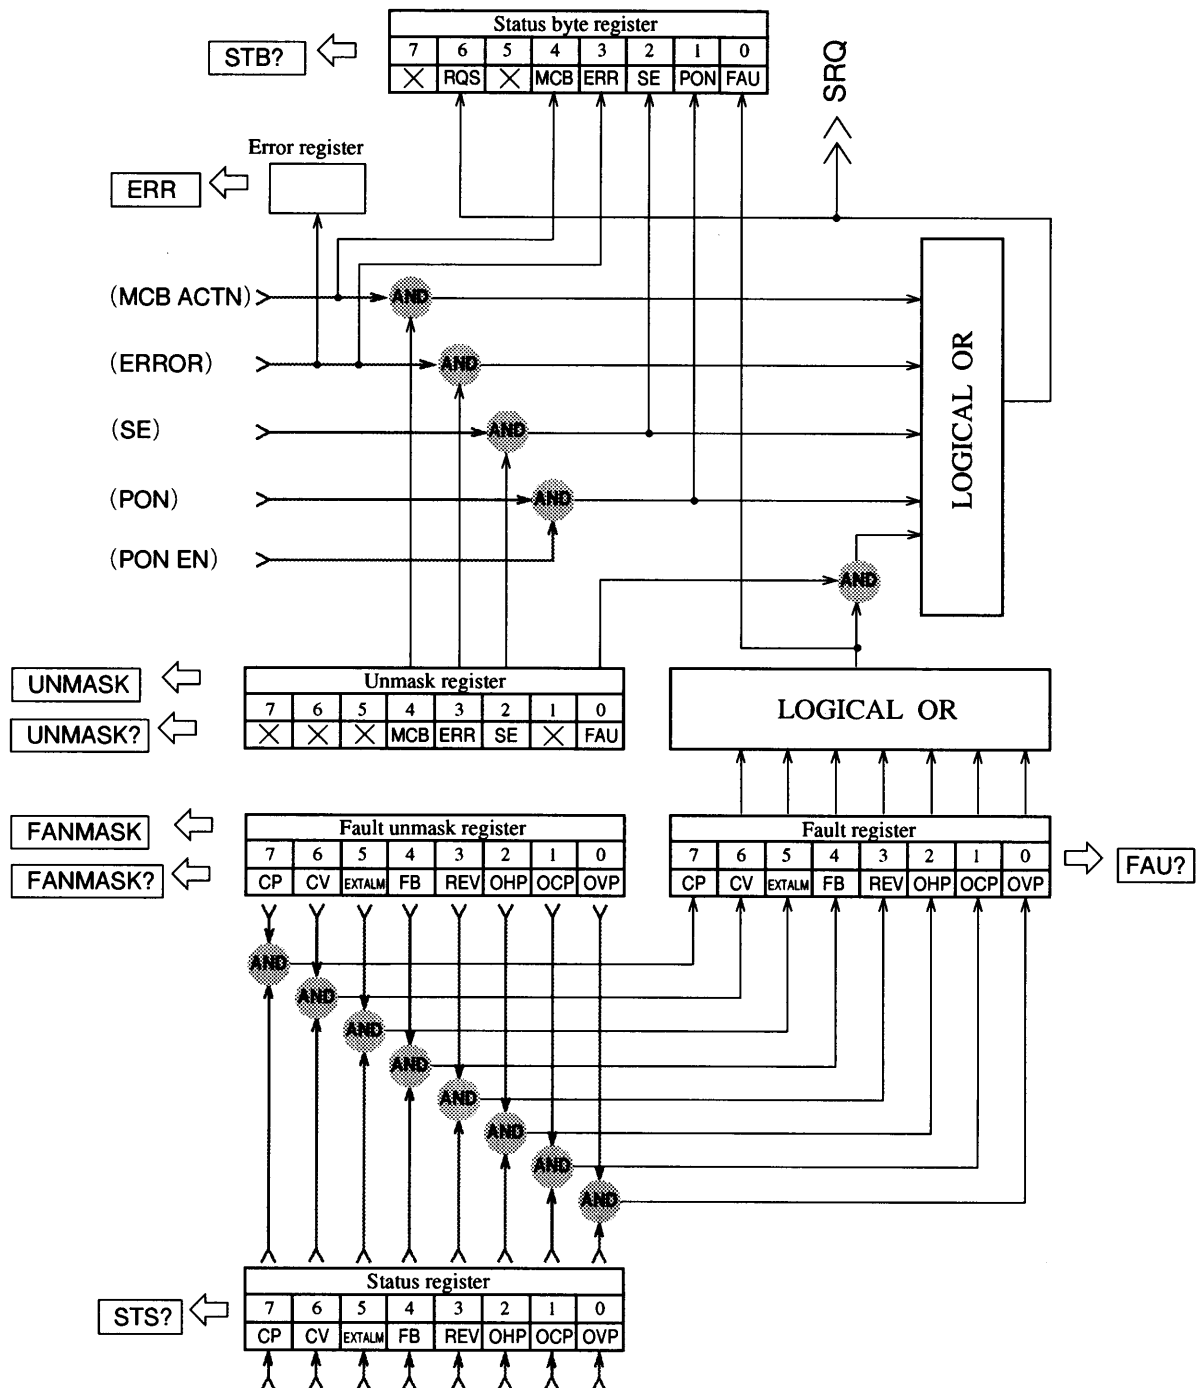 Status byte register
STB?
7 6 5 4 3 2 1 0
RQS MCB ERR SE PON FAU
SRQ
Error register
ERR
(MCB ACTN)
AND
(ERROR)
AND
(SE)
AND
(PON)
AND
(PON EN)
AND
LOGICAL OR
UNMASK
Unmask register
7 6 5 4 3 2 1 0
UNMASK?
MCB ERR SE FAU
LOGICAL OR
FANMASK
Fault unmask register
7 6 5 4 3 2 1 0
FANMASK?
CP CV EXTALM FB REV OHP OCP OVP
Fault register
7 6 5 4 3 2 1 0
CP CV EXTALM FB REV OHP OCP OVP
FAU?
AND
AND
AND
AND
AND
AND
AND
AND
Status register
STS?
7 6 5 4 3 2 1 0
CP CV EXTALM FB REV OHP OCP OVP